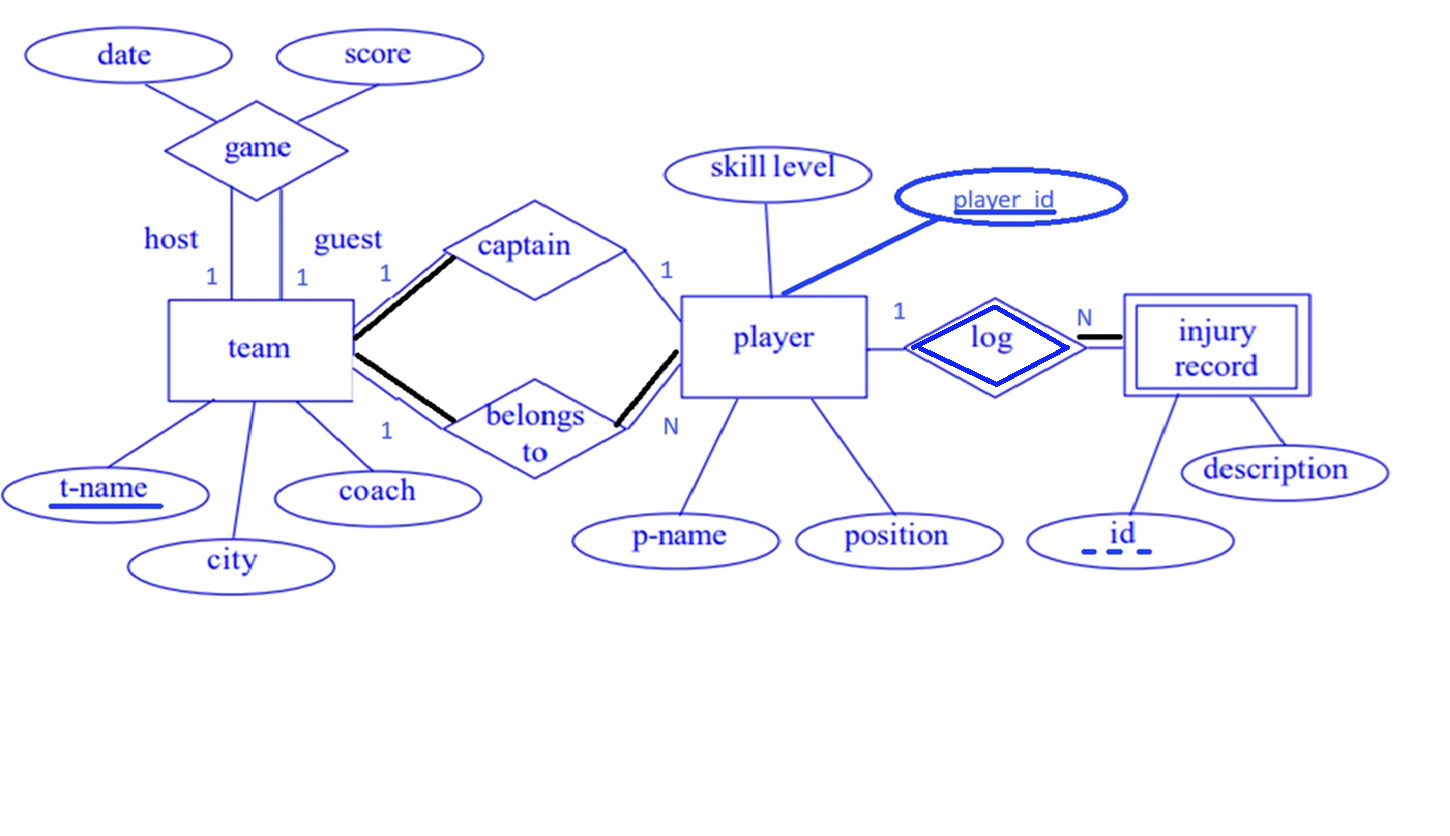 date
score
game
host
guest
1
1
1
captain
1
skill level
player_id
team
player
1
log
N
injury
record
1
belongs
to
N
t-name
city
coach
p-name
position
id
description